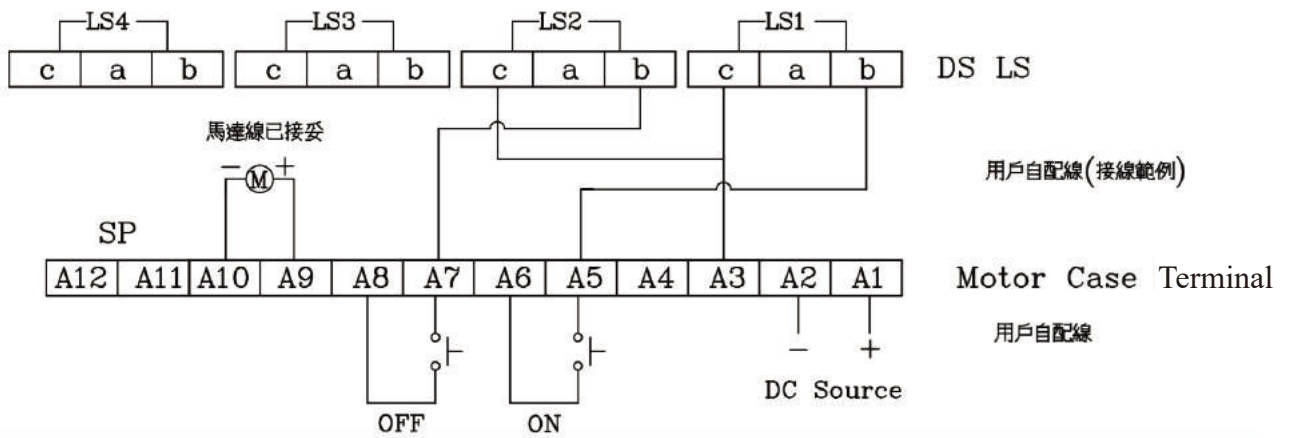 LS4 LS3 LS2 LS1
c a b c a b c a b c a b DS LS
馬達線已接妥
- M +
用戶自配線(接線範例)
SP
A12 A11 A10 A9 A8 A7 A6 A5 A4 A3 A2 A1 Motor Case Terminal
用戶自配線
- +
DC Source
OFF ON